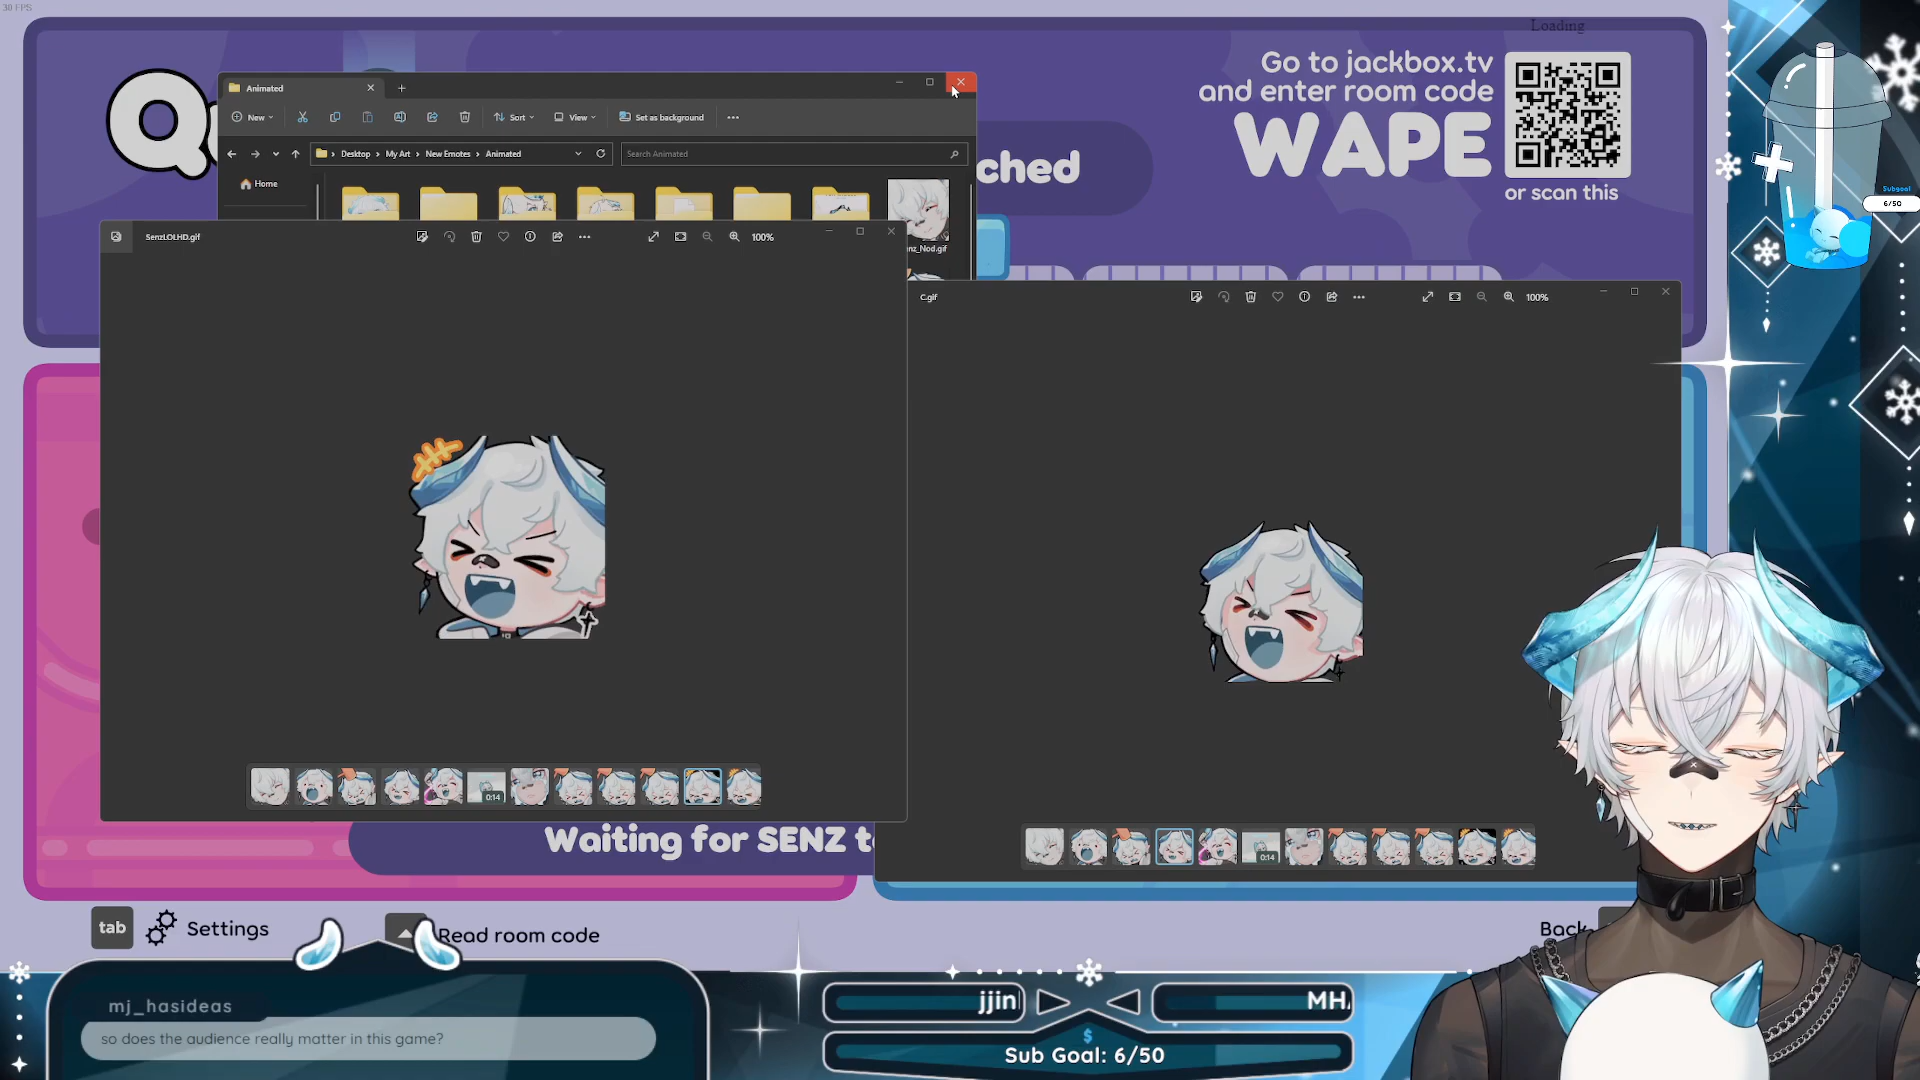 30 FPS
Loading
Q
Go to jackbox.tv
and enter room code
WAPE
or scan this
ched
Animated
New
Sort
View
Set as background
Desktop
My Art
New Emotes
Animated
Search Animated
Home
nz_Nod.gif
SenzLOLHD.gif
100%
C.gif
100%
0:14
0:14
Subgoal
6/50
Waiting for SENZ t
tab
Settings
Read room code
Back
mj_hasideas
so does the audience really matter in this game?
jjin
MH
$
Sub Goal: 6/50